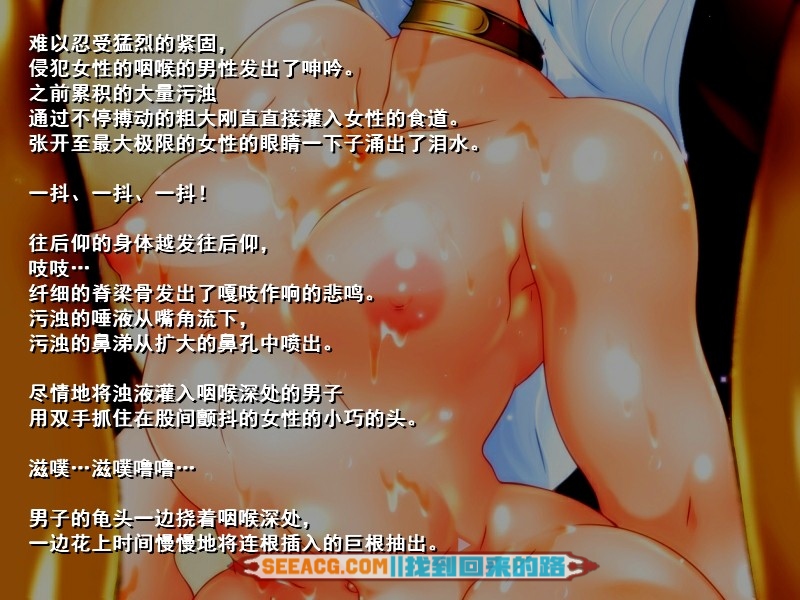 难以忍受猛烈的紧固，
侵犯女性的咽喉的男性发出了呻吟。
之前累积的大量污浊
通过不停搏动的粗大刚直直接灌入女性的食道。
张开至最大极限的女性的眼睛一下子涌出了泪水。
一抖、一抖、一抖！
往后仰的身体越发往后仰，
吱吱…
纤细的脊梁骨发出了嘎吱作响的悲鸣。
污浊的唾液从嘴角流下，
污浊的鼻涕从扩大的鼻孔中喷出。
尽情地将浊液灌入咽喉深处的男子
用双手抓住在股间颤抖的女性的小巧的头。
滋噗…滋噗噜噜…
男子的龟头一边挠着咽喉深处，
一边花上时间慢慢地将连根插入的巨根抽出。
SEEACG.COM||找到回来的路